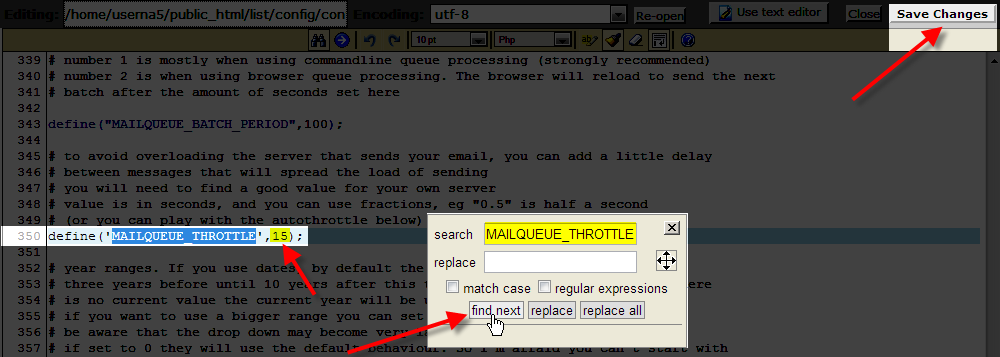 Editing: /home/userna5/public_html/list/config/con Encoding: utf-8 Re-open Use text editor Close Save Changes
10 pt Php
339 # number 1 is mostly when using commandline queue processing (strongly recommended)
340 # number 2 is when using browser queue processing. The browser will reload to send the next
341 # batch after the amount of seconds set here
342
343 define("MAILQUEUE_BATCH_PERIOD",100);
344
345 # to avoid overloading the server that sends your email, you can add a little delay
346 # between messages that will spread the load of sending
347 # you will need to find a good value for your own server
348 # value is in seconds, and you can use fractions, eg "0.5" is half a second
349 # (or you can play with the autothrottle below)
350 define('MAILQUEUE_THROTTLE',15);
351
352 # year ranges. If you use dates, by default the
353 # three years before until 10 years after this ere
354 # is no current value the current year will be
355 # if you want to use a bigger range you can set
356 # be aware that the drop down may become very
357 # if set to 0 they will use the default behaviour. So I'm afraid you can't start with
search MAILQUEUE_THROTTLE
replace
match case regular expressions
find next replace replace all